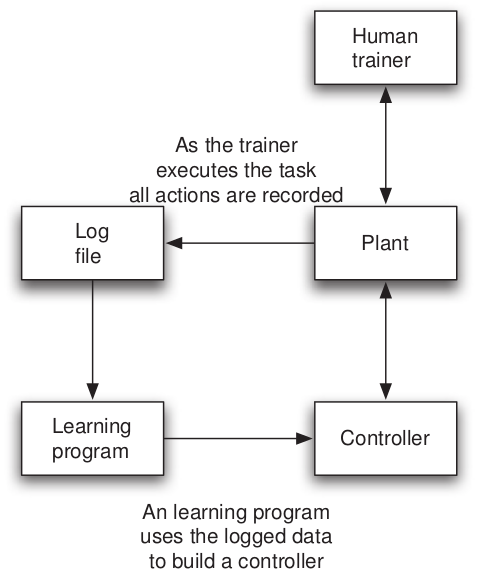 Human
trainer
As the trainer
executes the task
all actions are recorded
Log
file
Plant
Learning
program
Controller
An learning program
uses the logged data
to build a controller